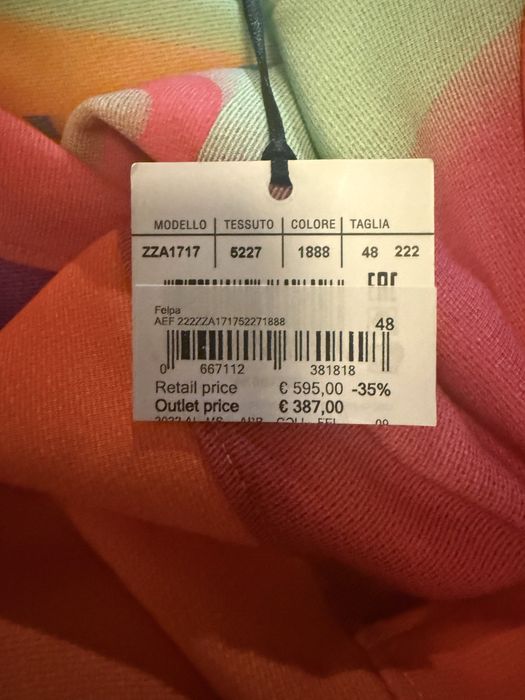 MODELLO TESSUTO COLORE TAGLIA
ZZA1717 5227 1888 48 222
Felpa
AEF 222ZZA171752271888 48
0 667112 381818
Retail price € 595,00 -35%
Outlet price € 387,00